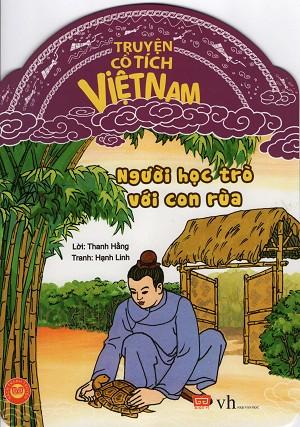 TRUYỆN
CỔ TÍCH
VIỆT NAM
Người học trò
với con rùa
Lời: Thanh Hằng
Tranh: Hạnh Linh
vh